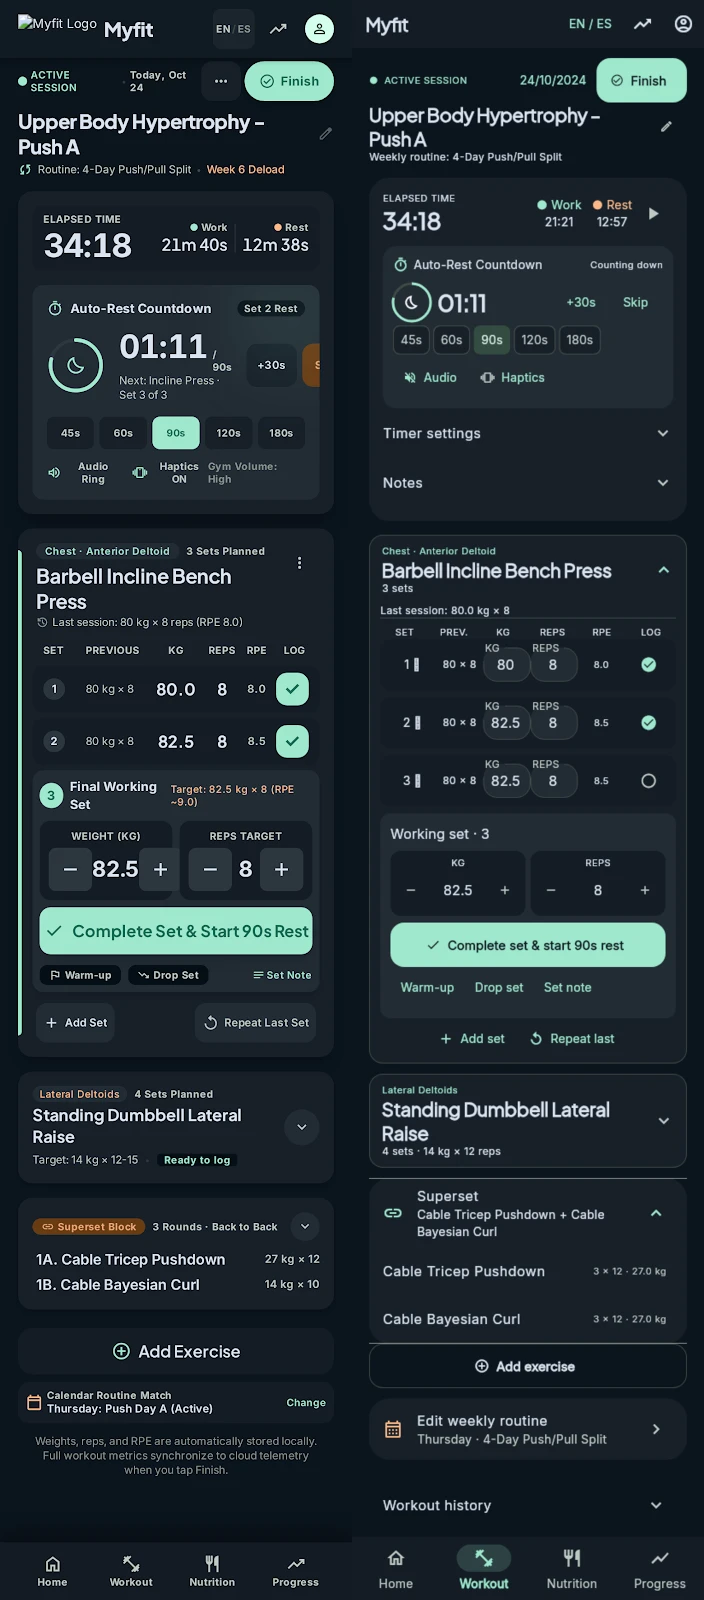 Myfit Logo
Myfit
EN / ES
ACTIVE SESSION
Today, Oct 24
Finish
Upper Body Hypertrophy –
Push A
Routine: 4-Day Push/Pull Split • Week 6 Deload
ELAPSED TIME
34:18
Work
21m 40s
Rest
12m 38s
Auto-Rest Countdown
Set 2 Rest
01:11 / 90s
Next: Incline Press ·
Set 3 of 3
+30s
S
45s
60s
90s
120s
180s
Audio Ring
Haptics ON
Gym Volume: High
Chest · Anterior Deltoid
3 Sets Planned
Barbell Incline Bench
Press
Last session: 80 kg × 8 reps (RPE 8.0)
SET PREVIOUS KG REPS RPE LOG
1 80 kg × 8 80.0 8 8.0
2 80 kg × 8 82.5 8 8.5
3 Final Working Set
Target: 82.5 kg × 8 (RPE ~9.0)
WEIGHT (KG)
− 82.5 +
REPS TARGET
− 8 +
Complete Set & Start 90s Rest
Warm-up
Drop Set
Set Note
+ Add Set
Repeat Last Set
Lateral Deltoids
4 Sets Planned
Standing Dumbbell Lateral
Raise
Target: 14 kg × 12-15 • Ready to log
Superset Block
3 Rounds · Back to Back
1A. Cable Tricep Pushdown 27 kg × 12
1B. Cable Bayesian Curl 14 kg × 10
Add Exercise
Calendar Routine Match
Thursday: Push Day A (Active)
Change
Weights, reps, and RPE are automatically stored locally.
Full workout metrics synchronize to cloud telemetry
when you tap Finish.
Home
Workout
Nutrition
Progress
Myfit
EN / ES
ACTIVE SESSION
24/10/2024
Finish
Upper Body Hypertrophy –
Push A
Weekly routine: 4-Day Push/Pull Split
ELAPSED TIME
34:18
Work
21:21
Rest
12:57
Auto-Rest Countdown
Counting down
01:11
+30s
Skip
45s
60s
90s
120s
180s
Audio
Haptics
Timer settings
Notes
Chest · Anterior Deltoid
Barbell Incline Bench Press
3 sets
Last session: 80.0 kg × 8
SET PREV. KG REPS RPE LOG
KG REPS
1 80 × 8 80 8 8.0
KG REPS
2 80 × 8 82.5 8 8.5
KG REPS
3 80 × 8 82.5 8 8.5
Working set · 3
KG
− 82.5 +
REPS
− 8 +
Complete set & start 90s rest
Warm-up
Drop set
Set note
+ Add set
Repeat last
Lateral Deltoids
Standing Dumbbell Lateral
Raise
4 sets · 14 kg × 12 reps
Superset
Cable Tricep Pushdown + Cable
Bayesian Curl
Cable Tricep Pushdown 3 × 12 · 27.0 kg
Cable Bayesian Curl 3 × 12 · 27.0 kg
Add exercise
Edit weekly routine
Thursday · 4-Day Push/Pull Split
Workout history
Home
Workout
Nutrition
Progress